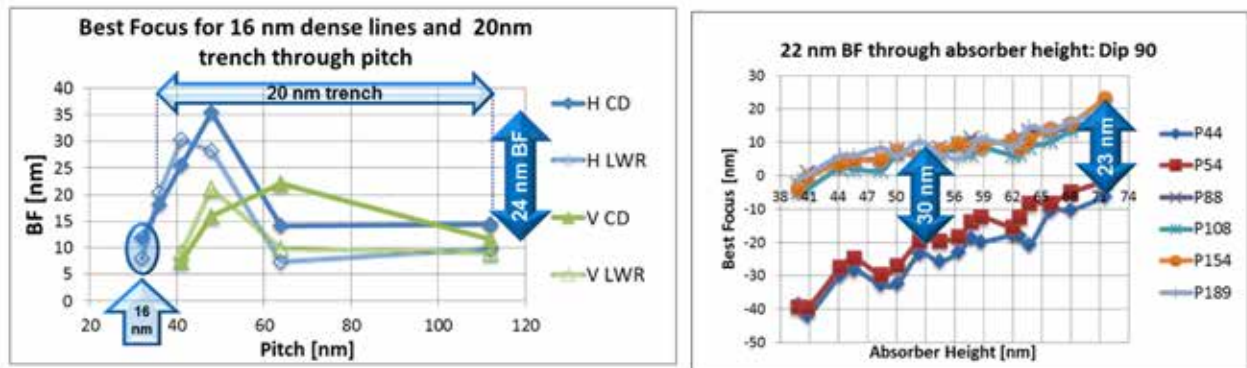 Best Focus for 16 nm dense lines and 20nm
trench through pitch
BF [nm]
40
35
30
25
20
15
10
5
0
20 nm trench
24 nm BF
16
nm
20 40 60 80 100 120
Pitch [nm]
H CD
H LWR
V CD
V LWR
22 nm BF through absorber height: Dip 90
Best Focus [nm]
30
20
10
0
-10
-20
-30
-40
-50
38 41 44 47 50 53 56 59 62 65 68 71 74
30 nm
23 nm
Absorber Height [nm]
P44
P54
P88
P108
P154
P189